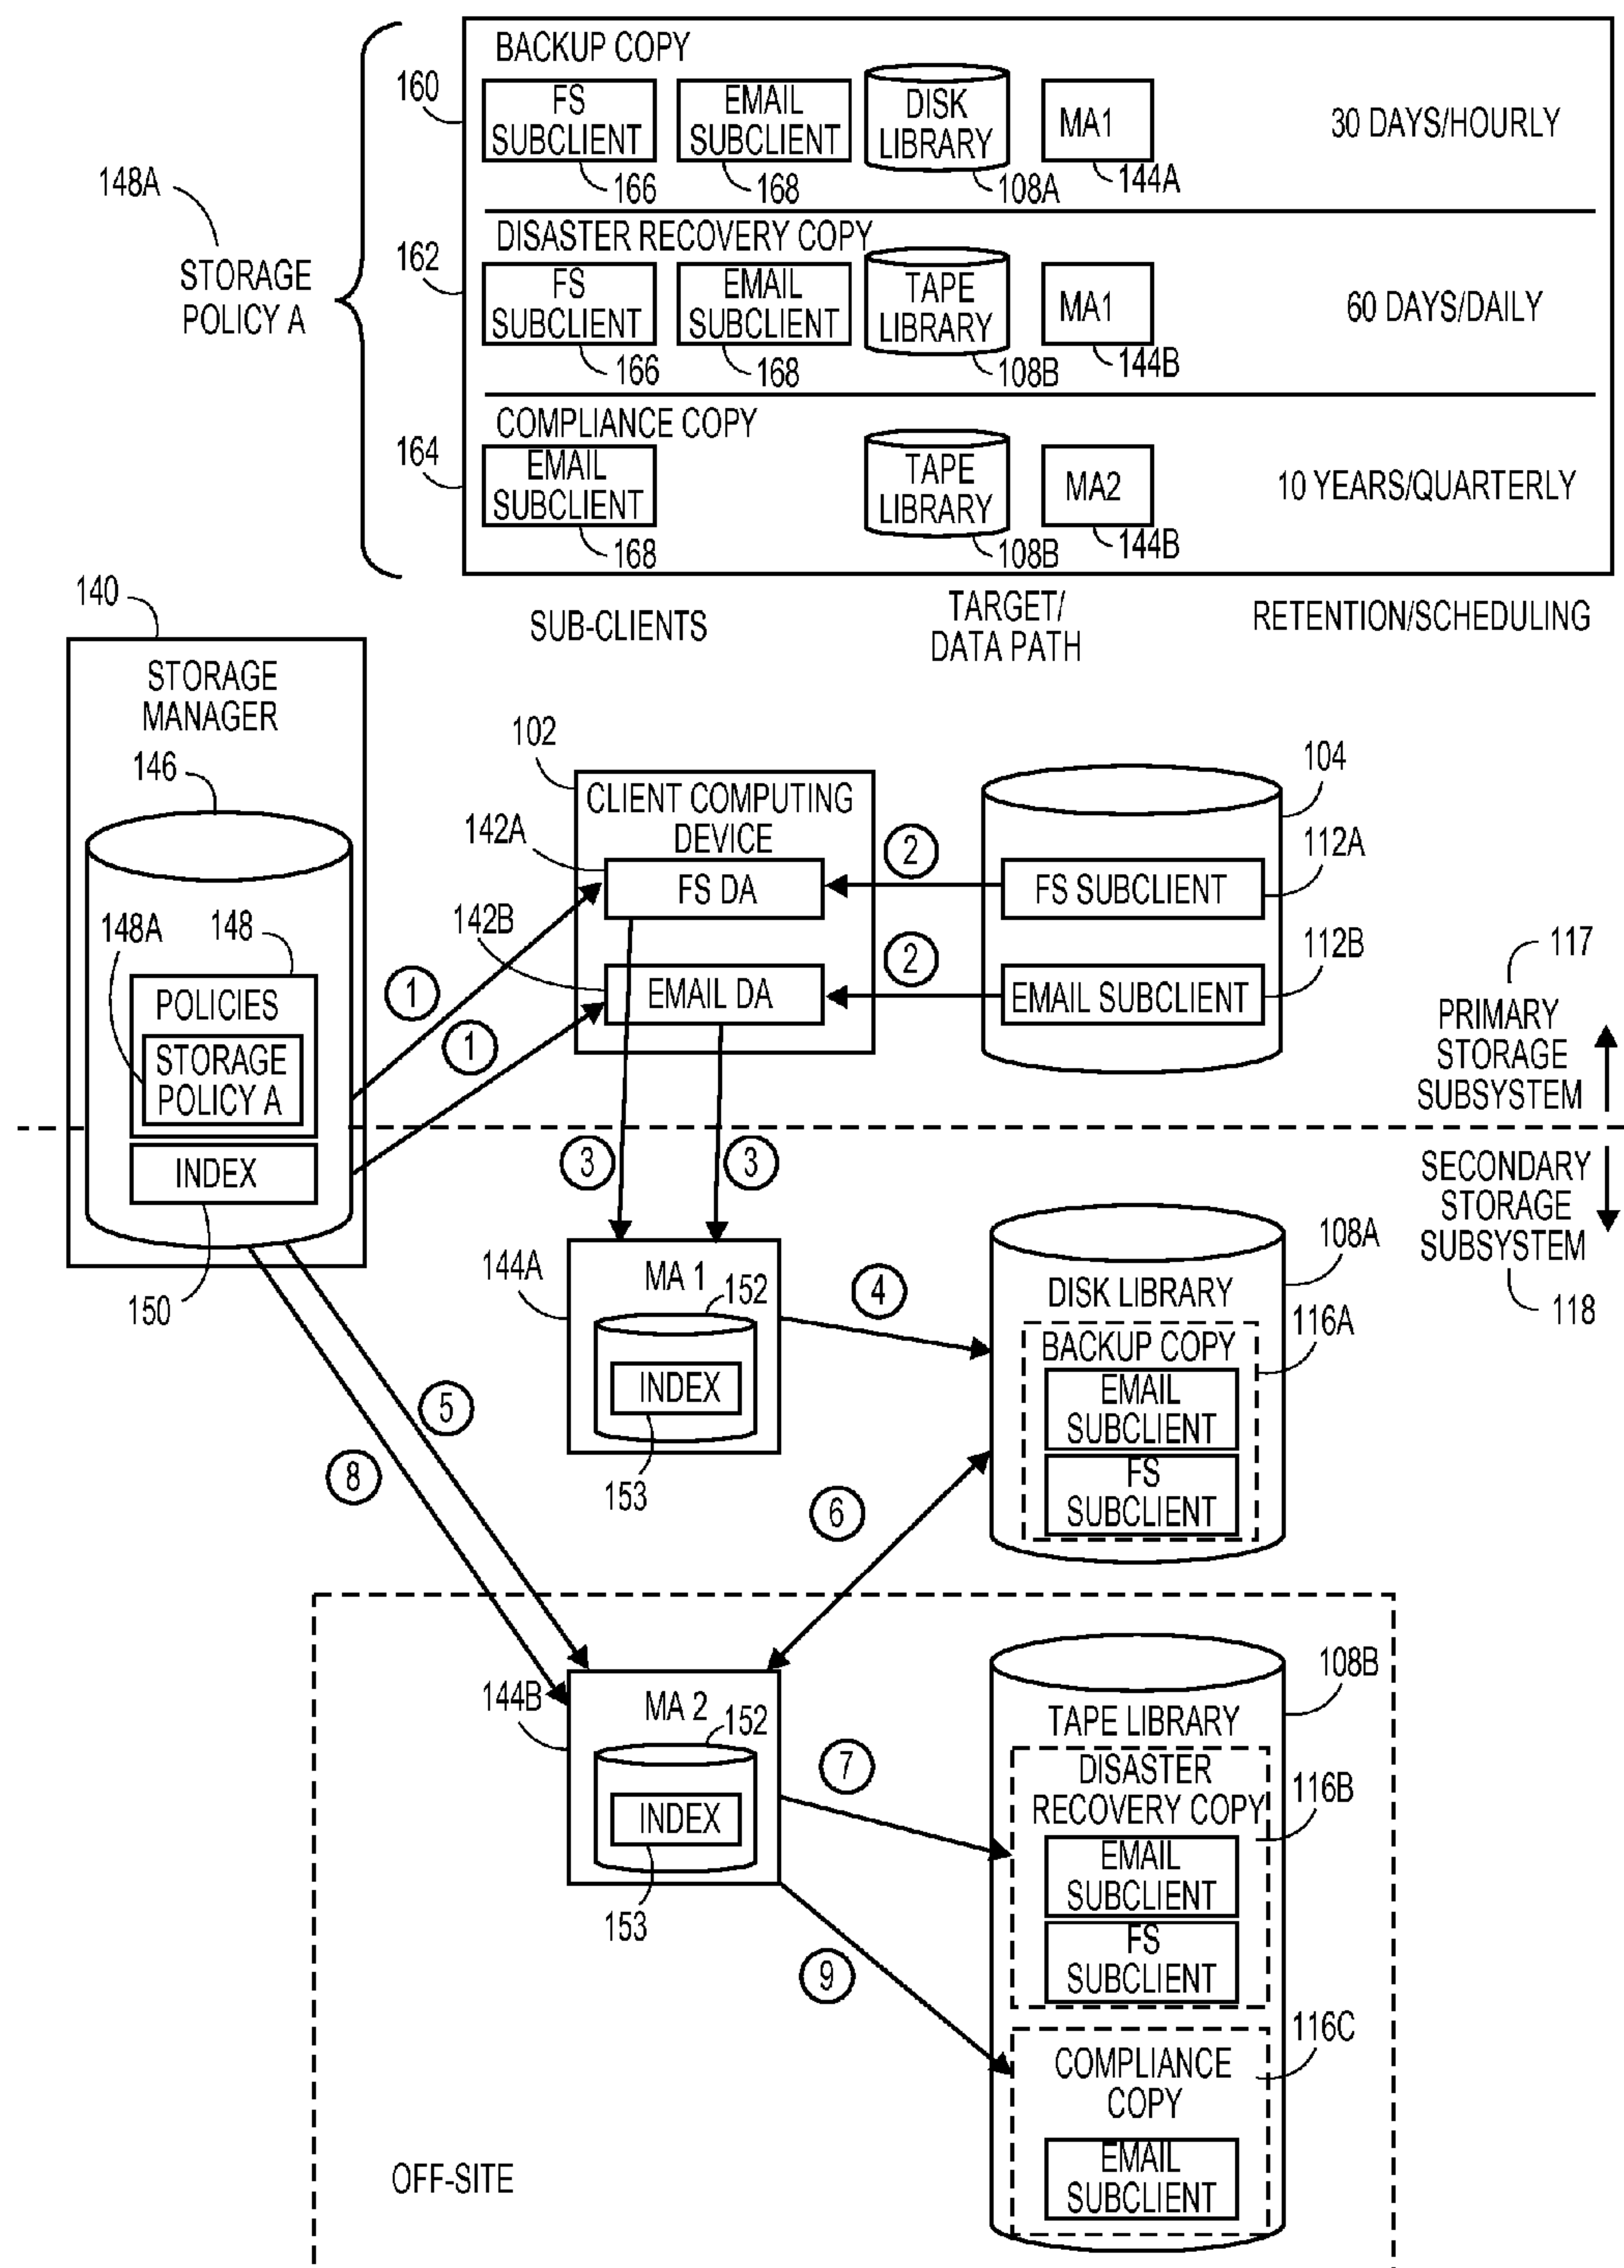 BACKUP COPY
160
FS
SUBCLIENT
166
EMAIL
SUBCLIENT
168
DISK
LIBRARY
108A
MA1
144A
30 DAYS/HOURLY
148A
STORAGE
POLICY A
DISASTER RECOVERY COPY
162
FS
SUBCLIENT
166
EMAIL
SUBCLIENT
168
TAPE
LIBRARY
108B
MA1
144B
60 DAYS/DAILY
COMPLIANCE COPY
164
EMAIL
SUBCLIENT
168
TAPE
LIBRARY
108B
MA2
144B
10 YEARS/QUARTERLY
SUB-CLIENTS
TARGET/
DATA PATH
RETENTION/SCHEDULING
140
STORAGE
MANAGER
146
148A
148
POLICIES
STORAGE
POLICY A
INDEX
150
102
CLIENT COMPUTING
DEVICE
142A
FS DA
142B
EMAIL DA
1
1
2
2
104
FS SUBCLIENT
112A
EMAIL SUBCLIENT
112B
117
PRIMARY
STORAGE
SUBSYSTEM
SECONDARY
STORAGE
SUBSYSTEM
118
3
3
144A
MA 1
152
INDEX
153
4
108A
DISK LIBRARY
116A
BACKUP COPY
EMAIL
SUBCLIENT
FS
SUBCLIENT
5
8
6
144B
MA 2
152
INDEX
153
7
9
108B
TAPE LIBRARY
DISASTER
RECOVERY COPY
116B
EMAIL
SUBCLIENT
FS
SUBCLIENT
116C
COMPLIANCE
COPY
EMAIL
SUBCLIENT
OFF-SITE